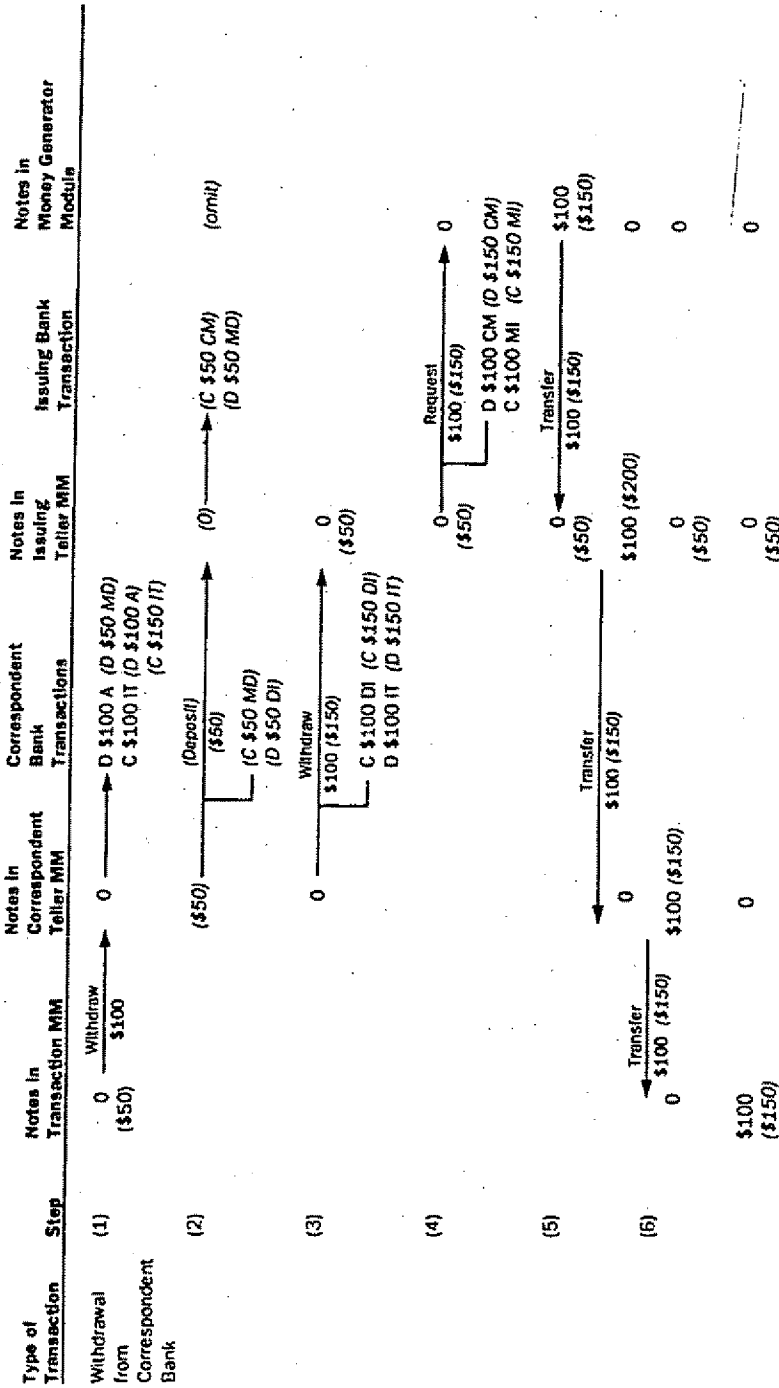 Type of Transaction Step Notes in Transaction MM Notes in Correspondent Teller MM Correspondent Bank Transactions Notes in Issuing Teller MM Issuing Bank Transaction Notes in Money Generator Module
Withdrawal from Correspondent Bank
(1)
0
($50)
Withdraw
$100
0
D $100 A (D $50 MD)
C $100 IT (D $100 A)
(C $150 IT)
(2)
($50)
(Deposit)
($50)
(C $50 MD)
(D $50 DI)
(0)
(C $50 CM)
(D $50 MD)
(omit)
(3)
0
Withdraw
$100 ($150)
C $100 DI (C $150 DI)
D $100 IT (D $150 IT)
0
($50)
(4)
0
($50)
Request
$100 ($150)
D $100 CM (D $150 CM)
C $100 MI (C $150 MI)
0
(5)
0
($50)
Transfer
$100 ($150)
$100
($150)
Transfer
$100 ($150)
0
$100 ($200)
0
(6)
Transfer
$100 ($150)
0
$100 ($150)
0
($50)
0
$100
($150)
0
0
($50)
0